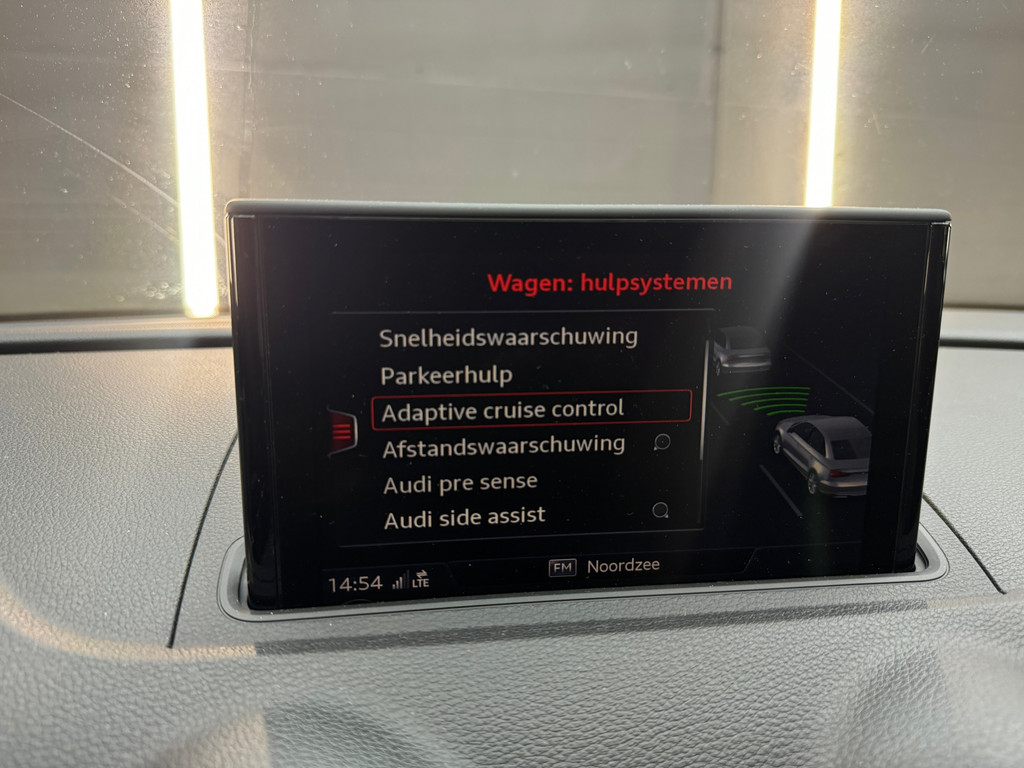 Wagen: hulpsystemen
Snelheidswaarschuwing
Parkeerhulp
Adaptive cruise control
Afstandswaarschuwing
Audi pre sense
Audi side assist
14:54 LTE
FM Noordzee